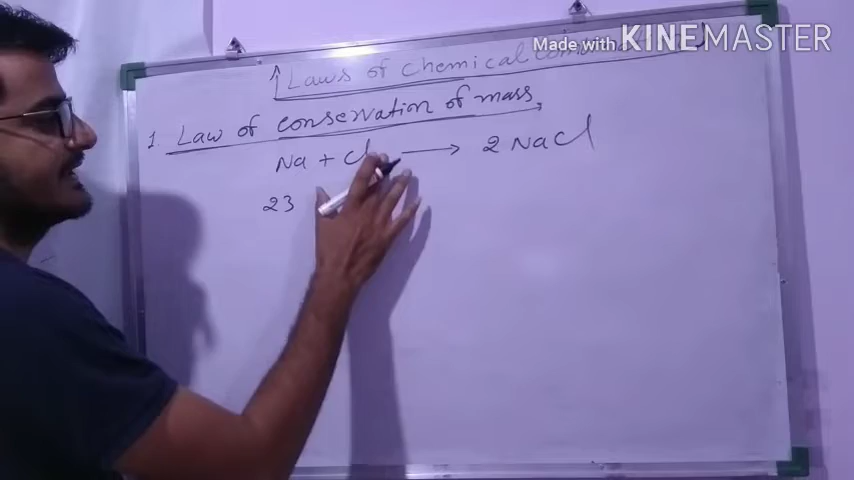 Made with KINEMASTER
Laws of Chemical
1. Law of conservation of mass,
Na + Cl → 2 NaCl
23